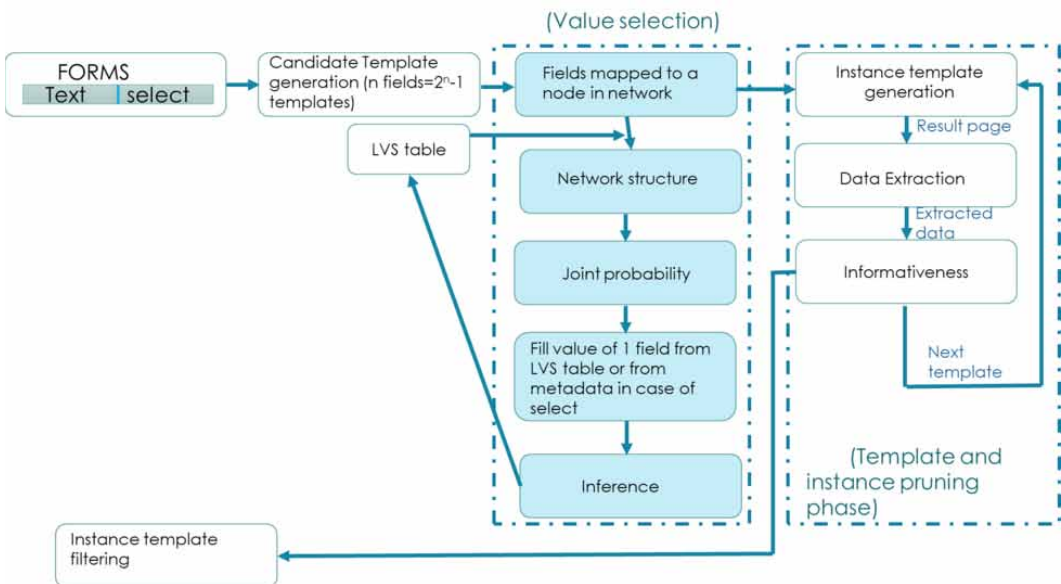 (Value selection)
FORMS
Text select
Candidate Template
generation (n fields=2ⁿ-1
templates)
Fields mapped to a
node in network
Instance template
generation
Result page
LVS table
Network structure
Data Extraction
Extracted
data
Joint probability
Informativeness
Fill value of 1 field from
LVS table or from
metadata in case of
select
Next
template
Inference
(Template and
instance pruning
phase)
Instance template
filtering